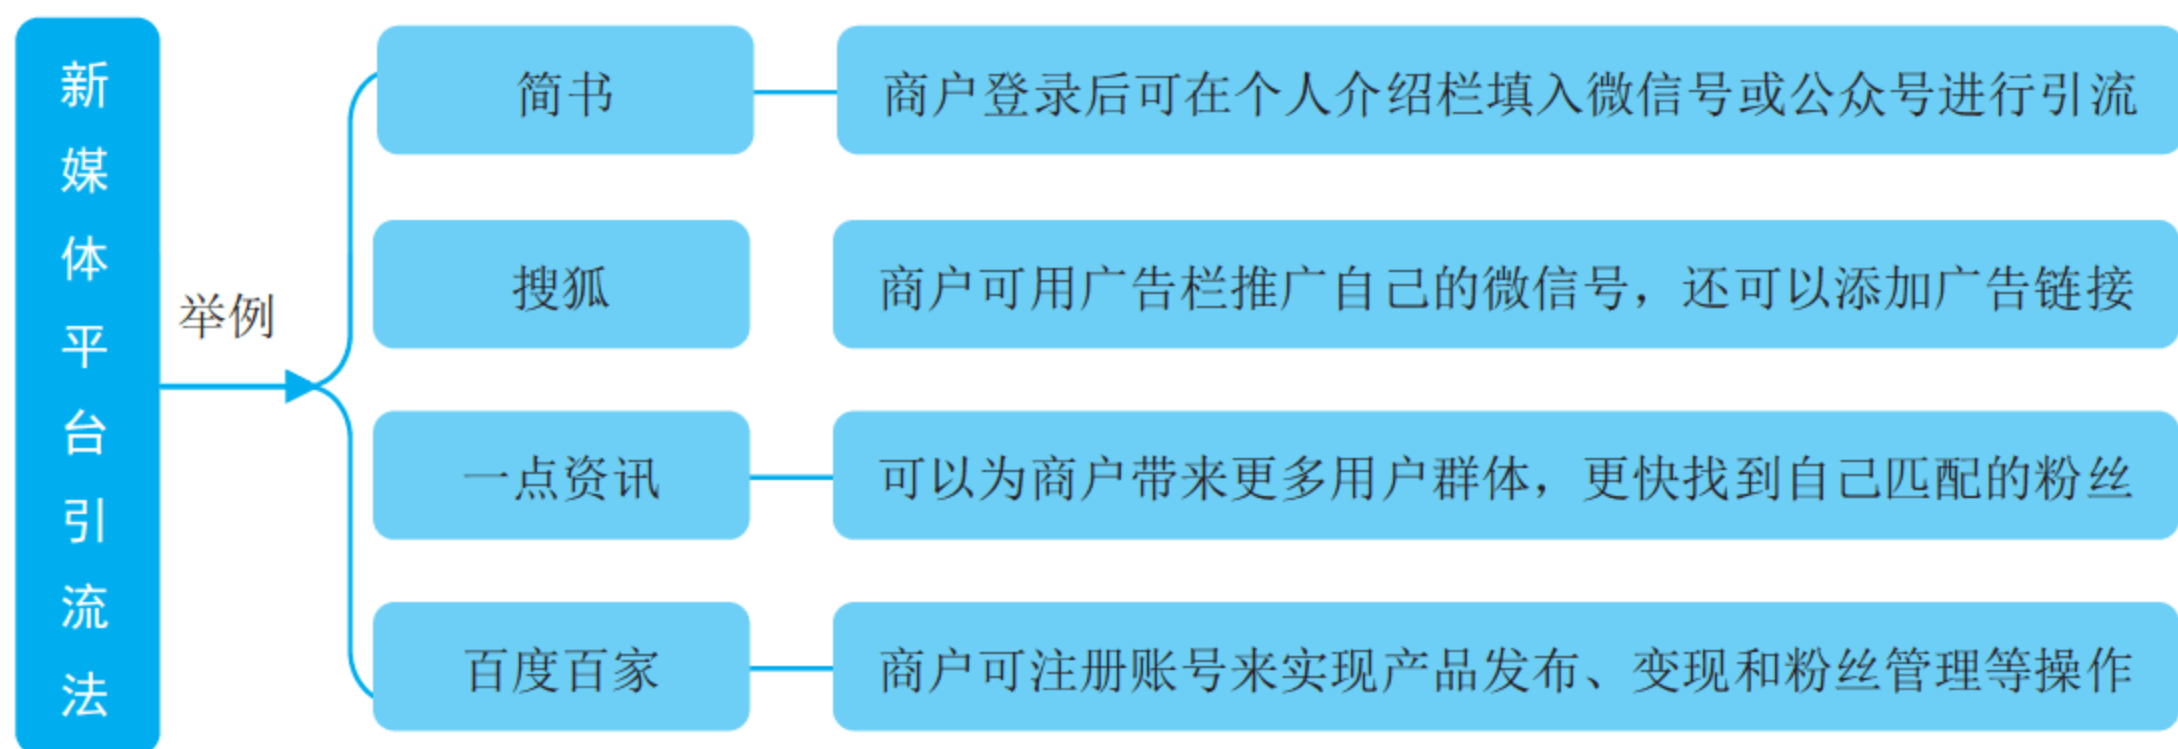 新媒体平台引流法
举例
简书
商户登录后可在个人介绍栏填入微信号或公众号进行引流
搜狐
商户可用广告栏推广自己的微信号，还可以添加广告链接
一点资讯
可以为商户带来更多用户群体，更快找到自己匹配的粉丝
百度百家
商户可注册账号来实现产品发布、变现和粉丝管理等操作